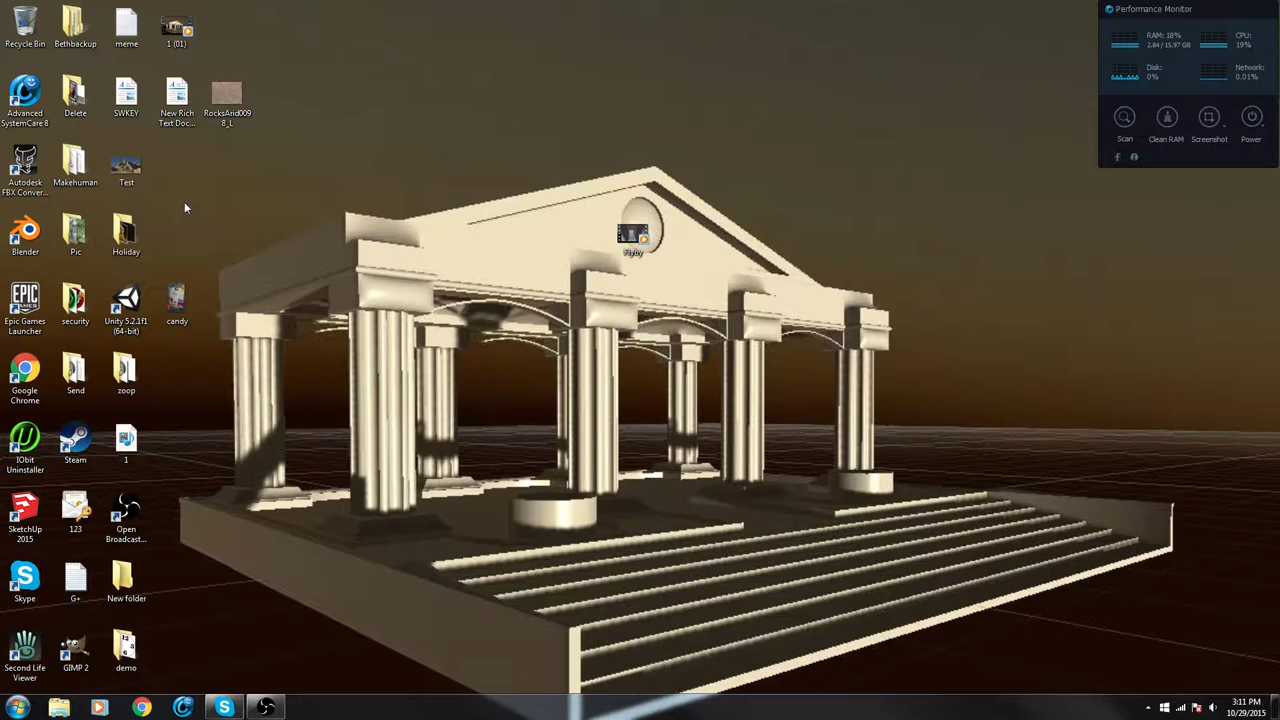 Recycle Bin
Bethbackup
meme
1 (01)
Performance Monitor
RAM: 18%
2.84 / 15.97 GB
CPU:
19%
Disk:
0%
Network:
0.01%
Scan
Clean RAM
Screenshot
Power
Advanced
SystemCare 8
Delete
SWKEY
New Rich
Text Doc...
RocksArid009
8_L
Autodesk
FBX Conver...
Makehuman
Test
Blender
Pic
Holiday
Flyby
EPIC
GAMES
Epic Games
Launcher
security
Unity 5.2.1f1
(64-bit)
candy
Google
Chrome
Send
zoop
IObit
Uninstaller
Steam
1
SketchUp
2015
123
Open
Broadcast...
Skype
G+
New folder
Second Life
Viewer
GIMP 2
demo
3:11 PM
10/29/2015